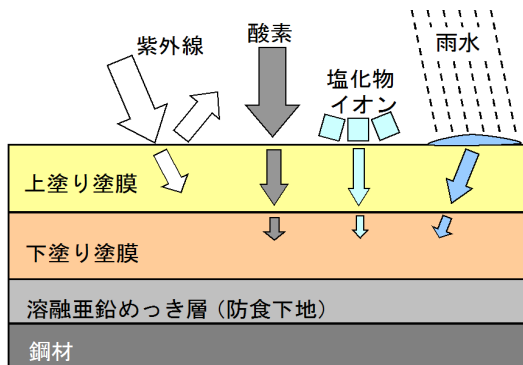 紫外線
酸素
塩化物
イオン
雨水
上塗り塗膜
下塗り塗膜
溶融亜鉛めっき層(防食下地)
鋼材